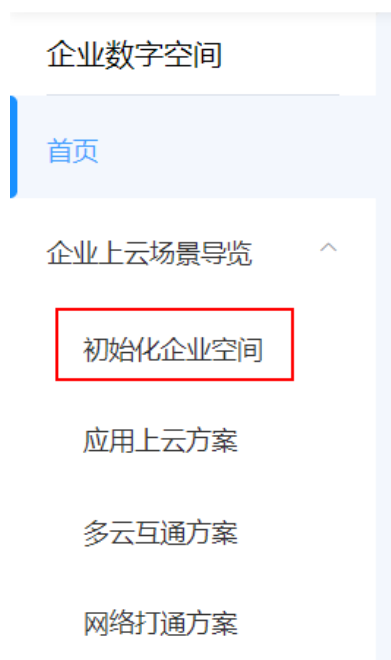 企业数字空间
首页
企业上云场景导览
初始化企业空间
应用上云方案
多云互通方案
网络打通方案